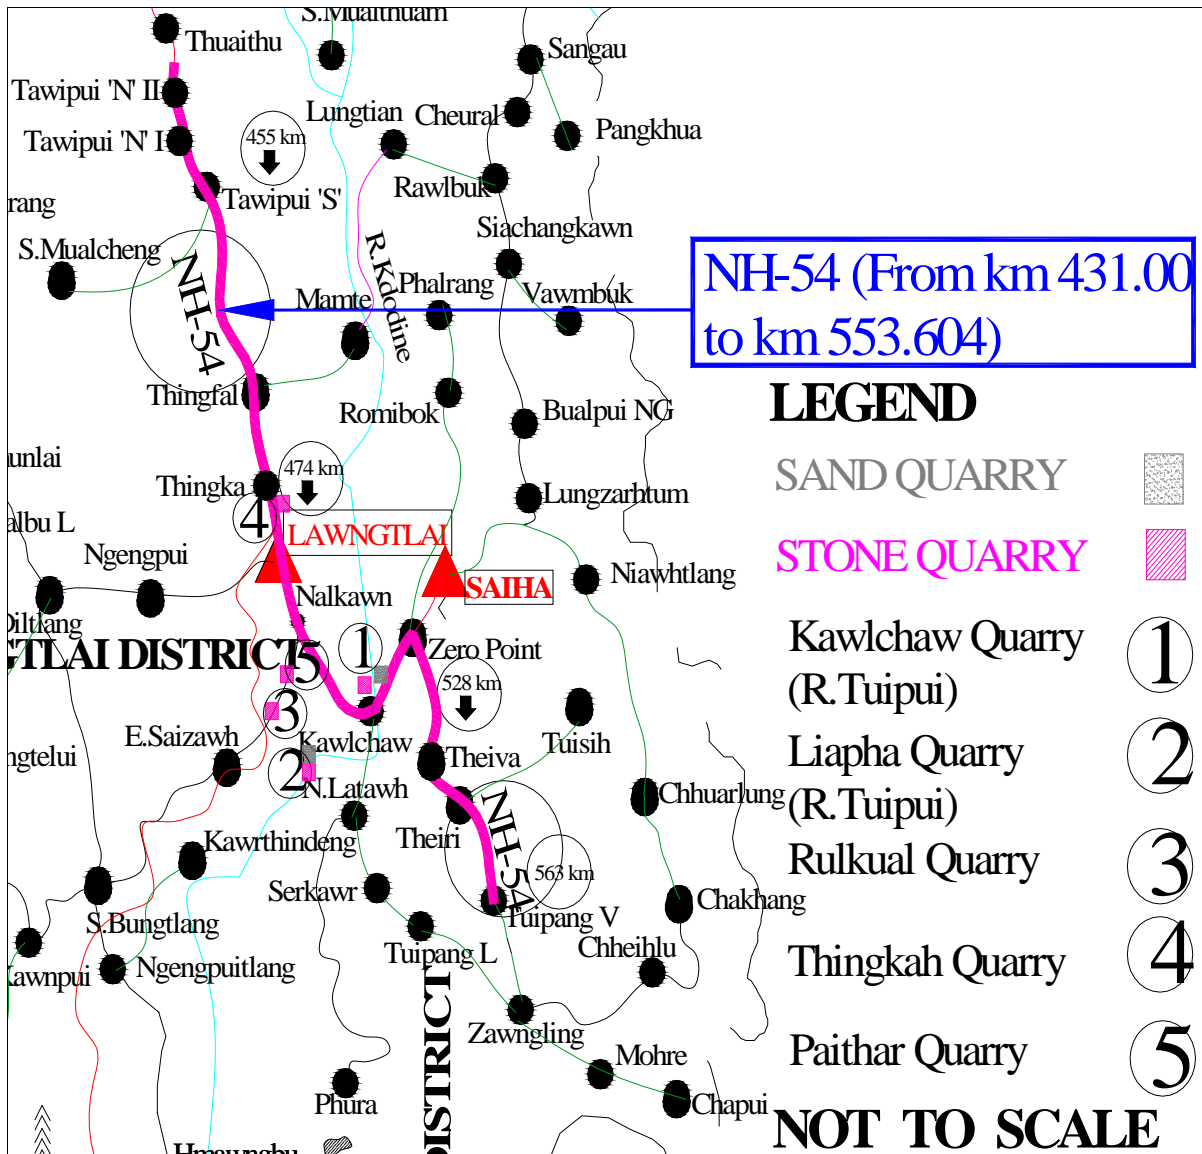 S.Mualthuam
Thuaithu
Sangau
Tawipui 'N' II
Lungtian
Cheural
Tawipui 'N' I
455 km
Pangkhua
Tawipui 'S'
Rawlbuk
rang
Siachangkawn
S.Mualcheng
NH-54
R.Kdodine
Phalrang
Mamte
Vawmbuk
NH-54 (From km 431.00
to km 553.604)
Thingfal
Romibok
Bualpui NG
LEGEND
SAND QUARRY
unlai
474 km
Thingka
Lungzarhtum
4
albu L
LAWNGTLAI
STONE QUARRY
Ngengpui
SAIHA
Niawhtlang
Nalkawn
Diltlang
GTLAI DISTRICT
5
1
Zero Point
Kawlchaw Quarry
(R.Tuipui)
1
528 km
3
E.Saizawh
Kawlchaw
Theiva
Tuisih
ngtelui
2
N.Latawh
Liapha Quarry
(R.Tuipui)
2
Chhuarlung
Kawrthindeng
Theiri
NH-54
563 km
Rulkual Quarry
3
Serkawr
Chakhang
S.Bungtlang
Tuipang V
Tuipang L
Chheihlu
Kawnpui
Ngengpuitlang
Thingkah Quarry
4
DISTRICT
Zawngling
Mohre
Paithar Quarry
5
Phura
Chapui
NOT TO SCALE
Hmawngbu